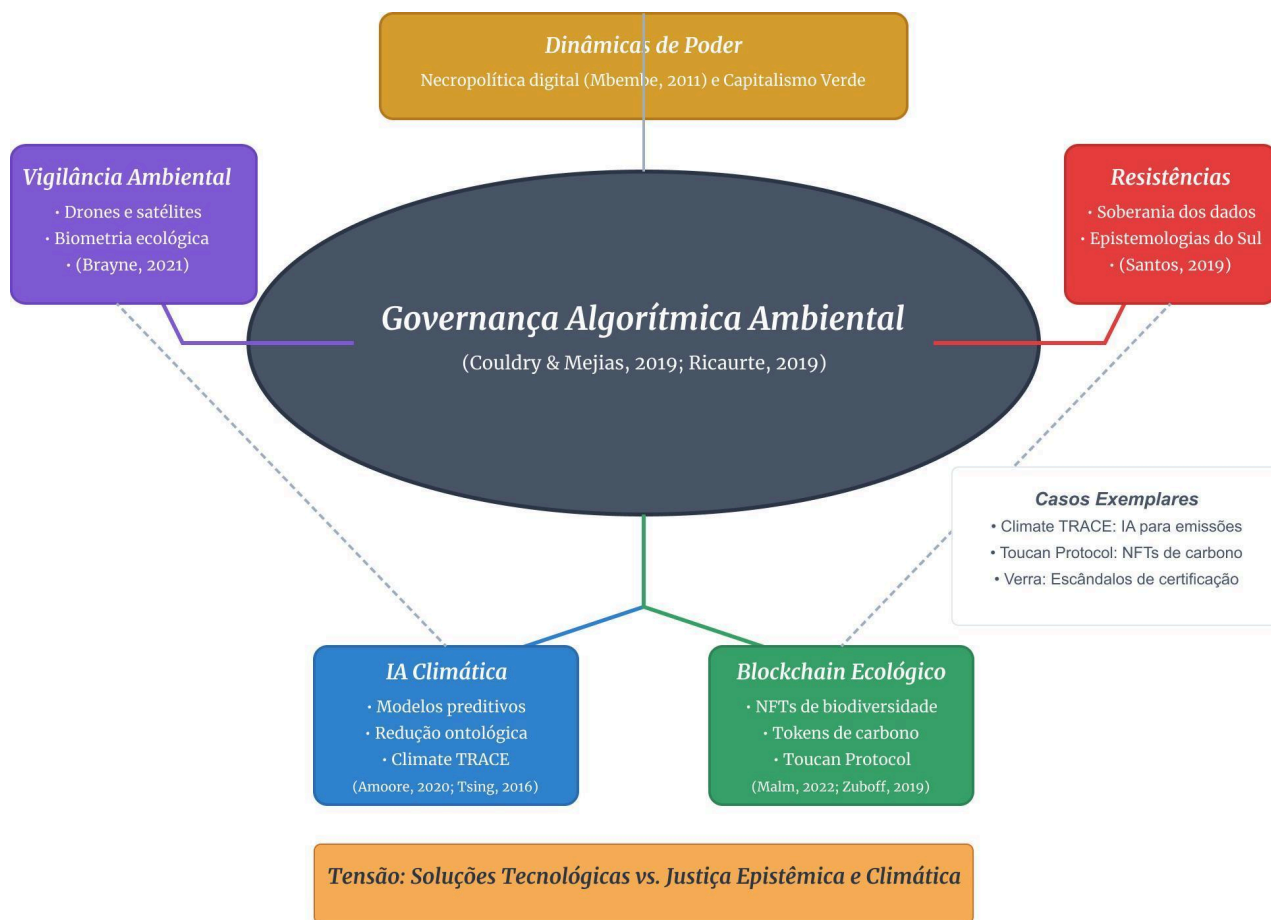 Dinâmicas de Poder
Necropolítica digital (Mbembe, 2011) e Capitalismo Verde
Vigilância Ambiental
· Drones e satélites
· Biometria ecológica
· (Brayne, 2021)
Resistências
· Soberania dos dados
· Epistemologias do Sul
· (Santos, 2019)
Governança Algorítmica Ambiental
(Couldry & Mejias, 2019; Ricaurte, 2019)
Casos Exemplares
• Climate TRACE: IA para emissões
• Toucan Protocol: NFTs de carbono
• Verra: Escândalos de certificação
IA Climática
· Modelos preditivos
· Redução ontológica
· Climate TRACE
(Amoore, 2020; Tsing, 2016)
Blockchain Ecológico
· NFTs de biodiversidade
· Tokens de carbono
· Toucan Protocol
(Malm, 2022; Zuboff, 2019)
Tensão: Soluções Tecnológicas vs. Justiça Epistêmica e Climática